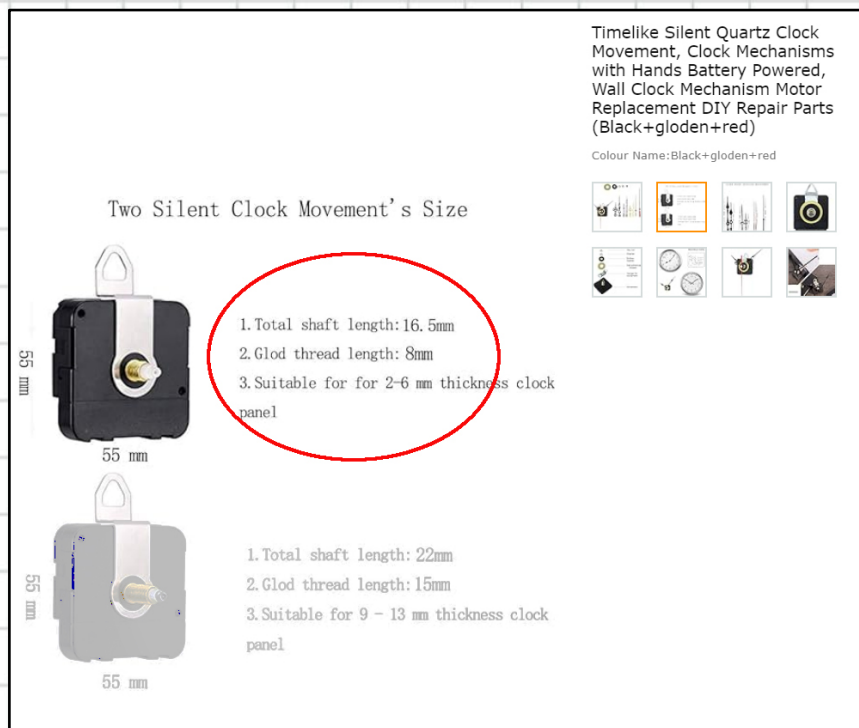 Timelike Silent Quartz Clock
Movement, Clock Mechanisms
with Hands Battery Powered,
Wall Clock Mechanism Motor
Replacement DIY Repair Parts
(Black+gloden+red)
Colour Name:Black+gloden+red
Two Silent Clock Movement's Size
55 mm
1.Total shaft length:16.5mm
2.Glod thread length:8mm
3.Suitable for for 2-6 mm thickness clock
panel
55 mm
55 mm
1.Total shaft length:22mm
2.Glod thread length:15mm
3.Suitable for 9 - 13 mm thickness clock
panel
55 mm